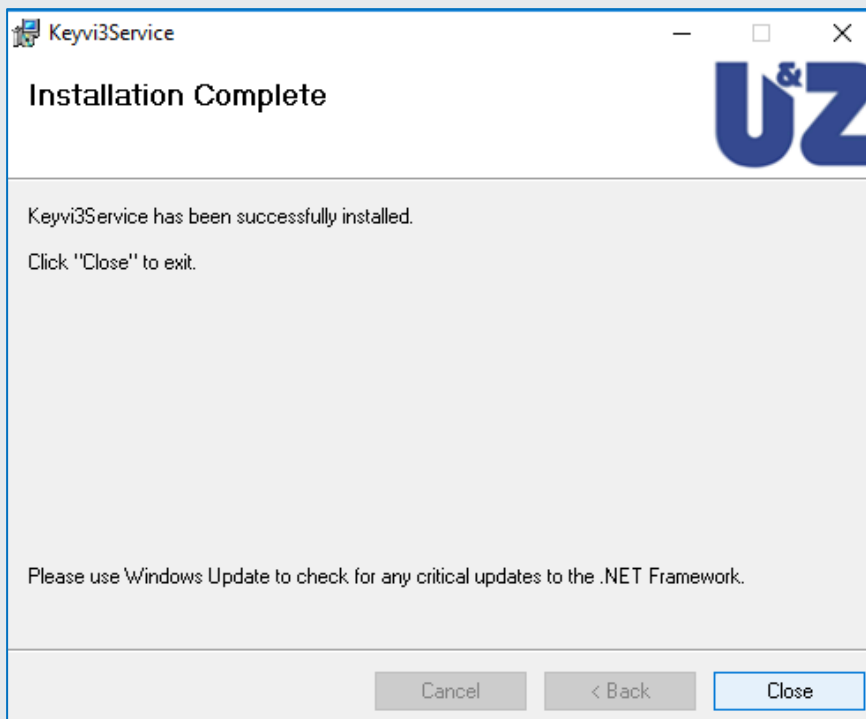 Keyvi3Service
Installation Complete
U&Z
Keyvi3Service has been successfully installed.
Click "Close" to exit.
Please use Windows Update to check for any critical updates to the .NET Framework.
Cancel
< Back
Close